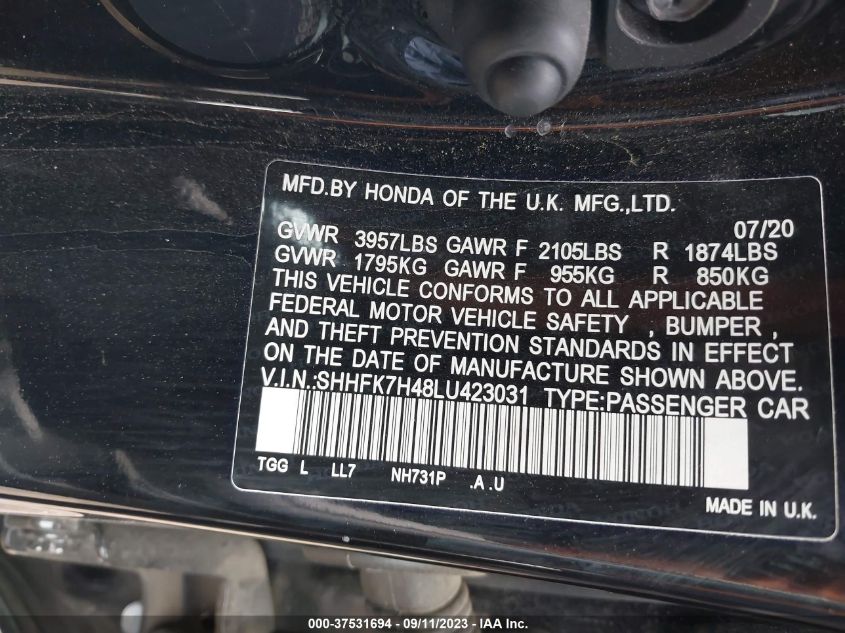 MFD.BY HONDA OF THE U.K. MFG.,LTD.
07/20
GVWR 3957LBS GAWR F 2105LBS R 1874LBS
GVWR 1795KG GAWR F 955KG R 850KG
THIS VEHICLE CONFORMS TO ALL APPLICABLE
FEDERAL MOTOR VEHICLE SAFETY , BUMPER ,
AND THEFT PREVENTION STANDARDS IN EFFECT
ON THE DATE OF MANUFACTURE SHOWN ABOVE.
V.I.N.:SHHFK7H48LU423031 TYPE:PASSENGER CAR
TGG L LL7 NH731P .A.U
MADE IN U.K.
000-37531694 - 09/11/2023 - IAA Inc.